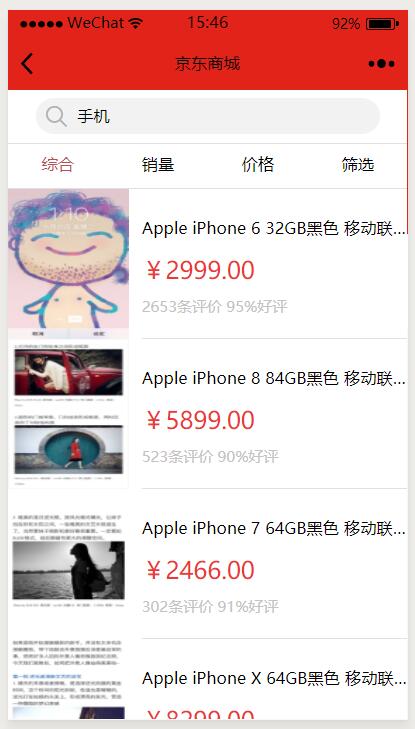 WeChat 15:46 92%
京东商城
手机
综合 销量 价格 筛选
Apple iPhone 6 32GB黑色 移动联...
￥2999.00
2653条评价 95%好评
Apple iPhone 8 84GB黑色 移动联...
￥5899.00
523条评价 90%好评
Apple iPhone 7 64GB黑色 移动联...
￥2466.00
302条评价 91%好评
Apple iPhone X 64GB黑色 移动联...
￥8299.00